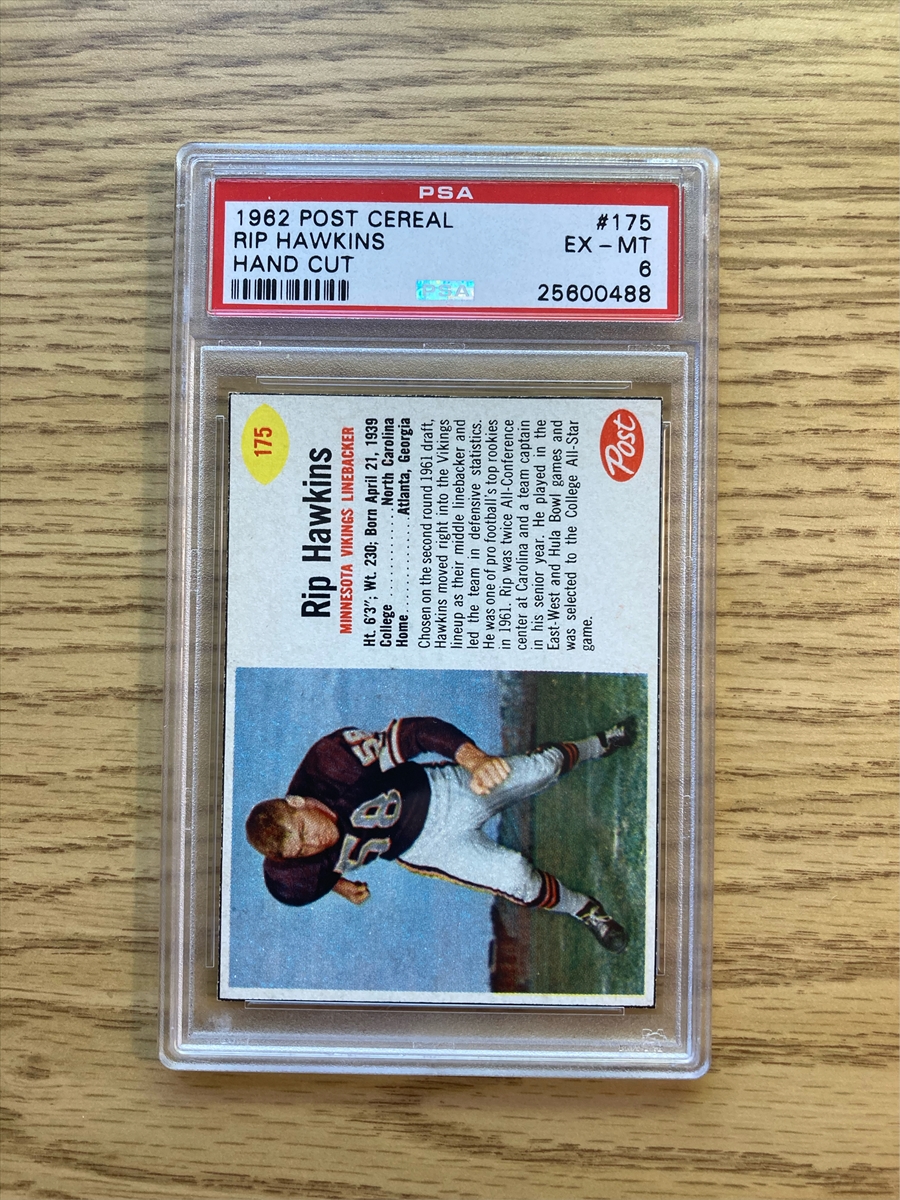 PSA
1962 POST CEREAL #175
RIP HAWKINS EX - MT
HAND CUT 6
PSA 25600488
175
Rip Hawkins
MINNESOTA VIKINGS LINEBACKER
Ht. 6'3"; Wt. 230; Born April 21, 1939
College ............ North Carolina
Home ............ Atlanta, Georgia
Chosen on the second round 1961 draft,
Hawkins moved right into the Vikings
lineup as their middle linebacker and
led the team in defensive statistics.
He was one of pro football's top rookies
in 1961. Rip was twice All-Conference
center at Carolina and a team captain
in his senior year. He played in the
East-West and Hula Bowl games and
was selected to the College All-Star
game.
Post
58
58